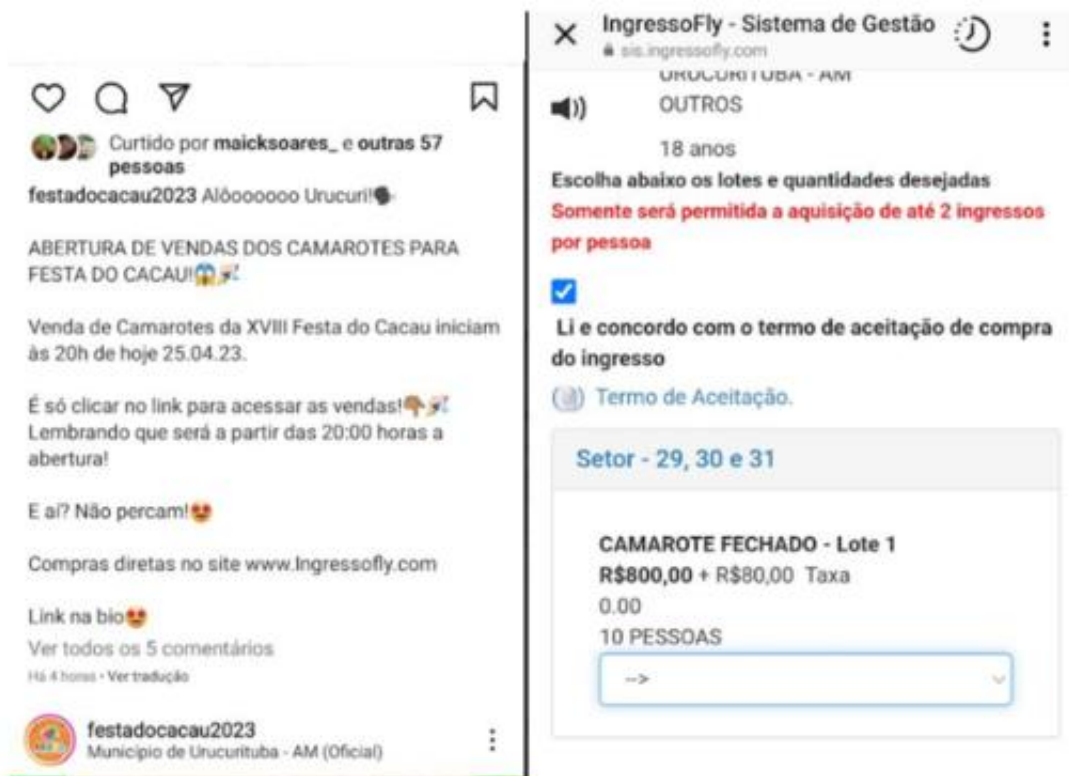 Curtido por maicksoares_ e outras 57
pessoas
festadocacau2023 Alôoooooo Urucuri!🗣
ABERTURA DE VENDAS DOS CAMAROTES PARA
FESTA DO CACAU!😱🎉
Venda de Camarotes da XVIII Festa do Cacau iniciam
às 20h de hoje 25.04.23.
É só clicar no link para acessar as vendas!👇🏽🎉
Lembrando que será a partir das 20:00 horas a
abertura!
E aí? Não percam!😍
Compras diretas no site www.Ingressofly.com
Link na bio😍
Ver todos os 5 comentários
Há 4 horas • Ver tradução
festadocacau2023
Município de Urucurituba - AM (Oficial)
IngressoFly - Sistema de Gestão
sis.ingressofly.com
URUCURITUBA - AM
OUTROS
18 anos
Escolha abaixo os lotes e quantidades desejadas
Somente será permitida a aquisição de até 2 ingressos
por pessoa
Li e concordo com o termo de aceitação de compra
do ingresso
Termo de Aceitação.
Setor - 29, 30 e 31
CAMAROTE FECHADO - Lote 1
R$800,00 + R$80,00 Taxa
0.00
10 PESSOAS
-->